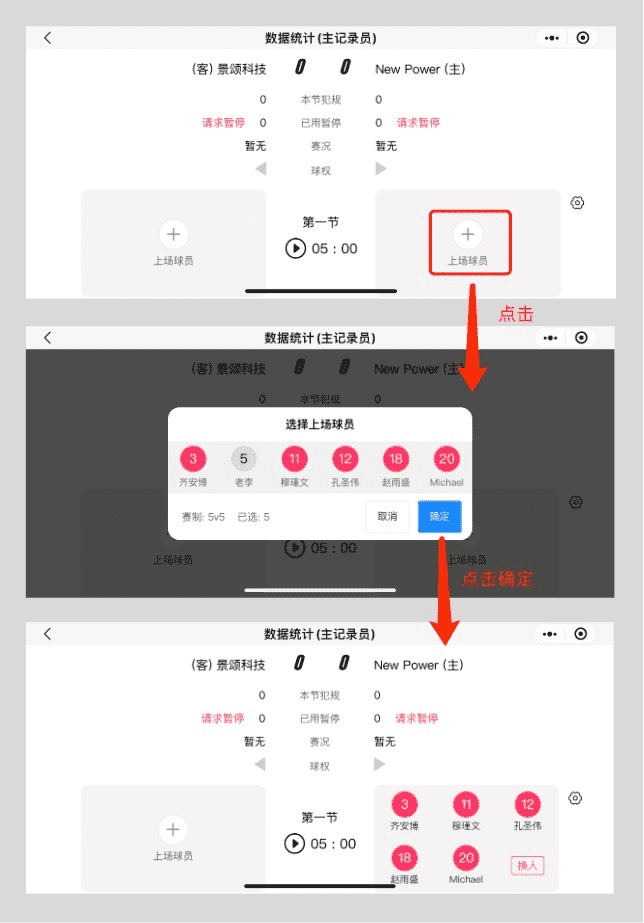 数据统计(主记录员)
(客) 景颂科技 0 0 New Power (主)
0 本节犯规 0
请求暂停 0 已用暂停 0 请求暂停
暂无 赛况 暂无
球权
第一节
05 : 00
上场球员
上场球员
点击
数据统计(主记录员)
(客) 景颂科技 0 0 New Power (主)
0 本节犯规 0
选择上场球员
3 5 11 12 18 20
齐安博 老李 穆瑾文 孔圣伟 赵雨盛 Michael
赛制: 5v5 已选: 5 取消 确定
05 : 00
上场球员 上场球员
点击确定
数据统计(主记录员)
(客) 景颂科技 0 0 New Power (主)
0 本节犯规 0
请求暂停 0 已用暂停 0 请求暂停
暂无 赛况 暂无
球权
第一节
05 : 00
上场球员
3 11 12
齐安博 穆瑾文 孔圣伟
18 20 换人
赵雨盛 Michael